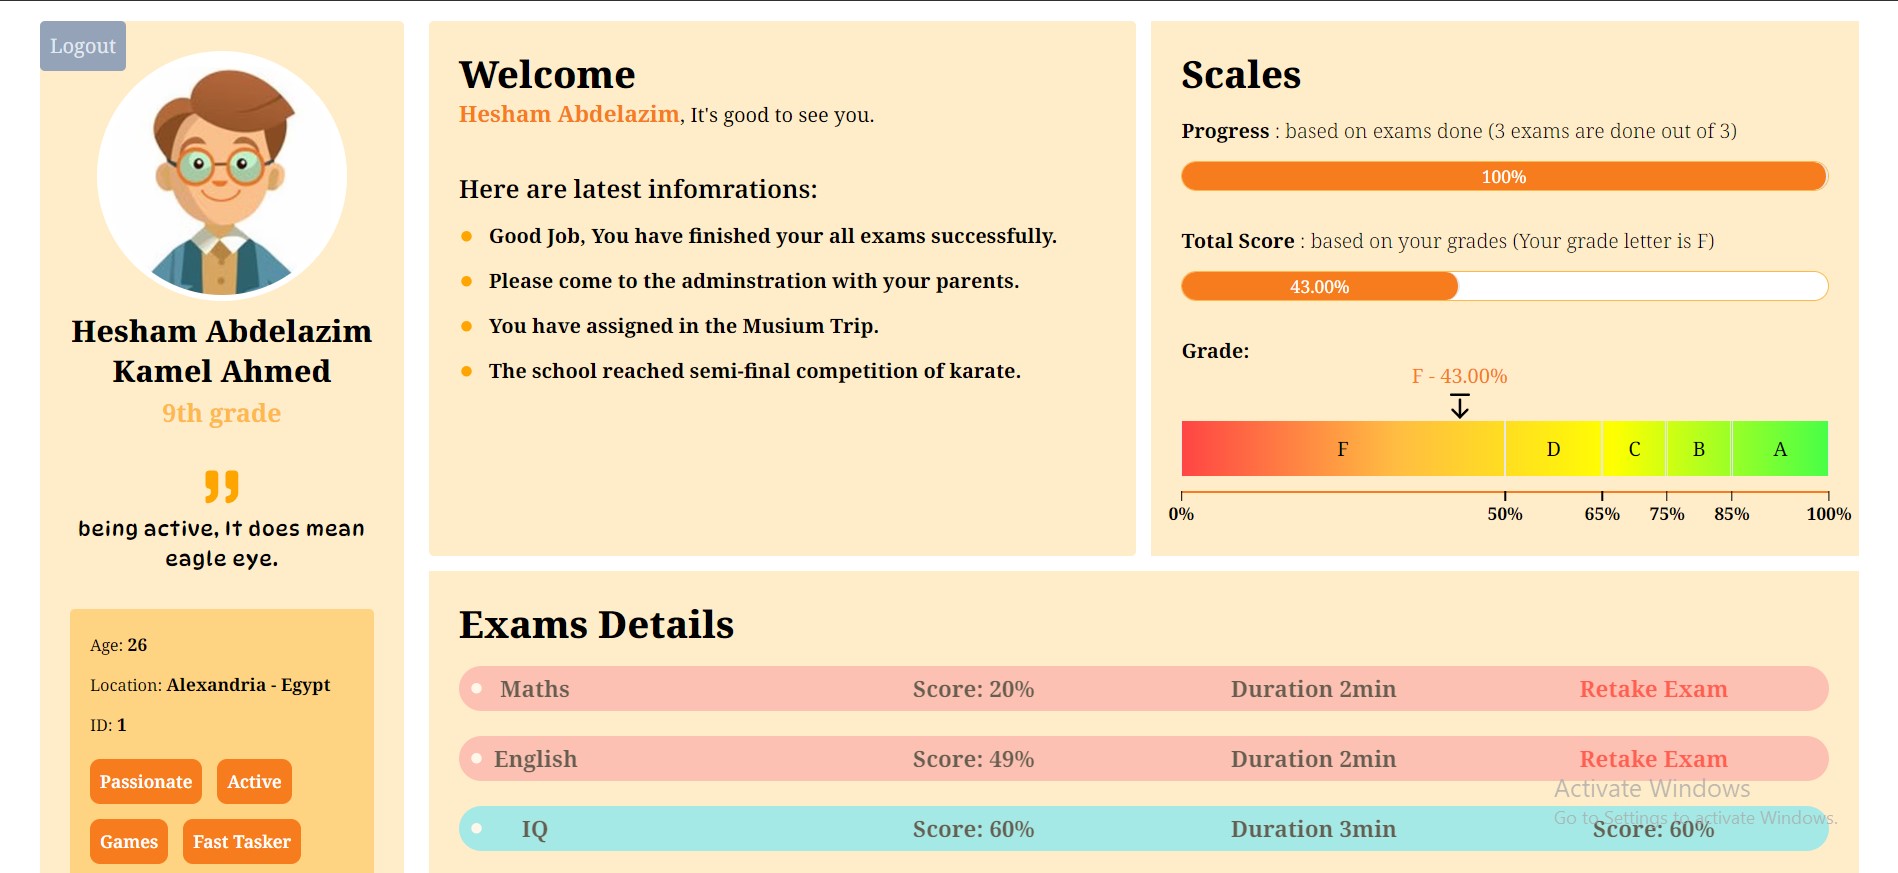 Logout
Hesham Abdelazim
Kamel Ahmed
9th grade
being active, It does mean
eagle eye.
Age: 26
Location: Alexandria - Egypt
ID: 1
Passionate Active
Games Fast Tasker
Welcome
Hesham Abdelazim, It's good to see you.
Here are latest infomrations:
Good Job, You have finished your all exams successfully.
Please come to the adminstration with your parents.
You have assigned in the Musium Trip.
The school reached semi-final competition of karate.
Scales
Progress : based on exams done (3 exams are done out of 3)
100%
Total Score : based on your grades (Your grade letter is F)
43.00%
Grade:
F - 43.00%
F D C B A
0% 50% 65% 75% 85% 100%
Exams Details
Maths Score: 20% Duration 2min Retake Exam
English Score: 49% Duration 2min Retake Exam
IQ Score: 60% Duration 3min Score: 60%
Activate Windows
Go to Settings to activate Windows.